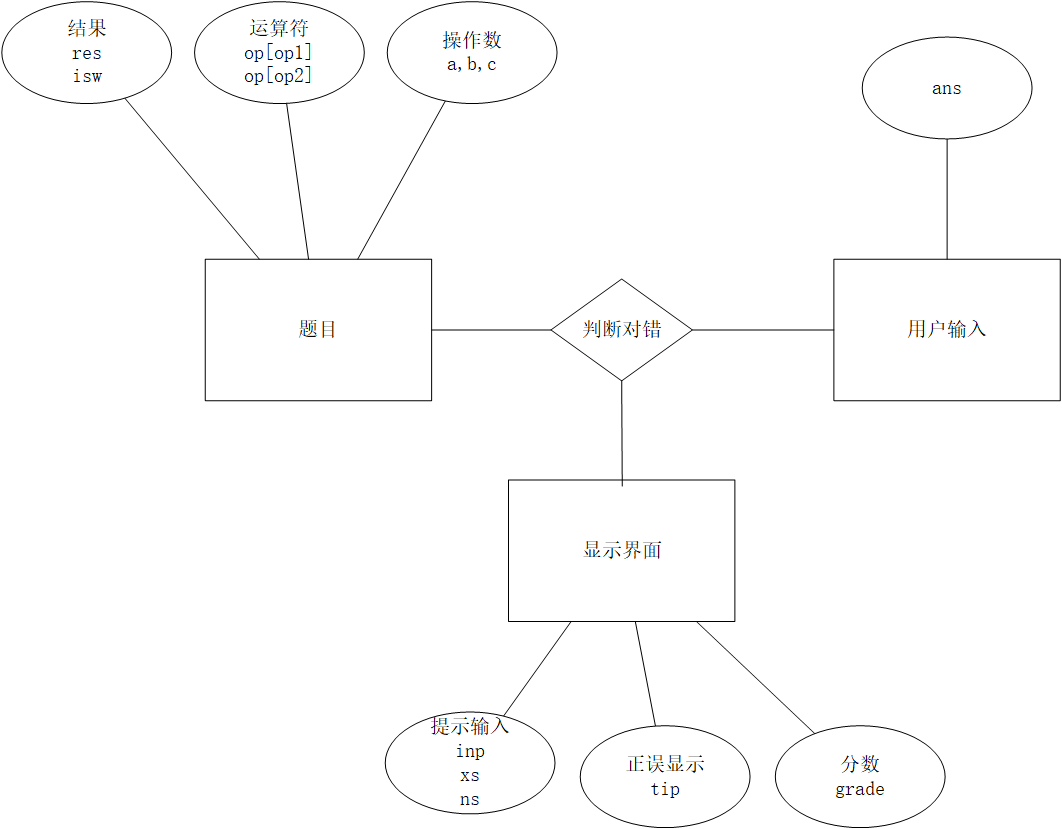 结果
res
isw
运算符
op[op1]
op[op2]
操作数
a,b,c
ans
题目
判断对错
用户输入
显示界面
提示输入
inp
xs
ns
正误显示
tip
分数
grade